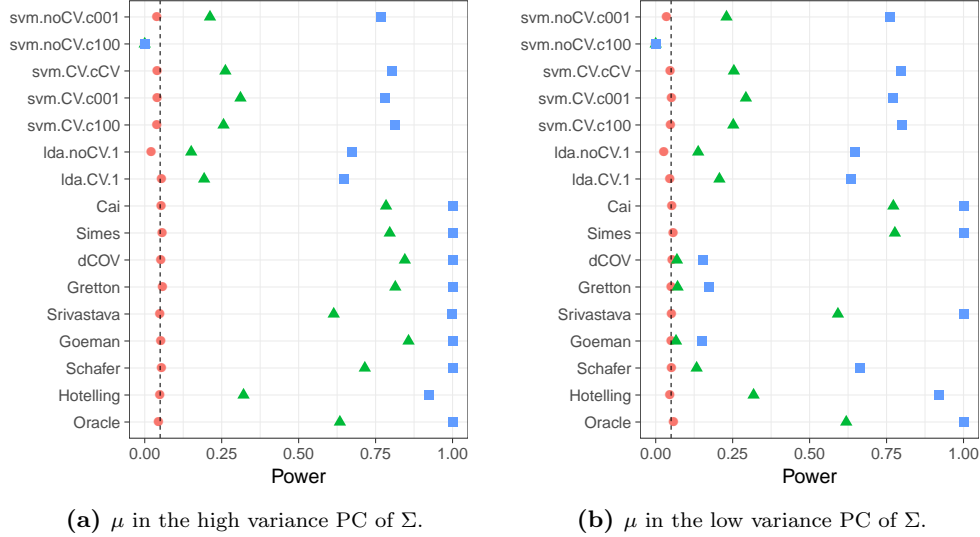 svm.noCV.c001
svm.noCV.c100
svm.CV.cCV
svm.CV.c001
svm.CV.c100
lda.noCV.1
lda.CV.1
Cai
Simes
dCOV
Gretton
Srivastava
Goeman
Schafer
Hotelling
Oracle
0.00 0.25 0.50 0.75 1.00
Power
(a) μ in the high variance PC of Σ.
svm.noCV.c001
svm.noCV.c100
svm.CV.cCV
svm.CV.c001
svm.CV.c100
lda.noCV.1
lda.CV.1
Cai
Simes
dCOV
Gretton
Srivastava
Goeman
Schafer
Hotelling
Oracle
0.00 0.25 0.50 0.75 1.00
Power
(b) μ in the low variance PC of Σ.